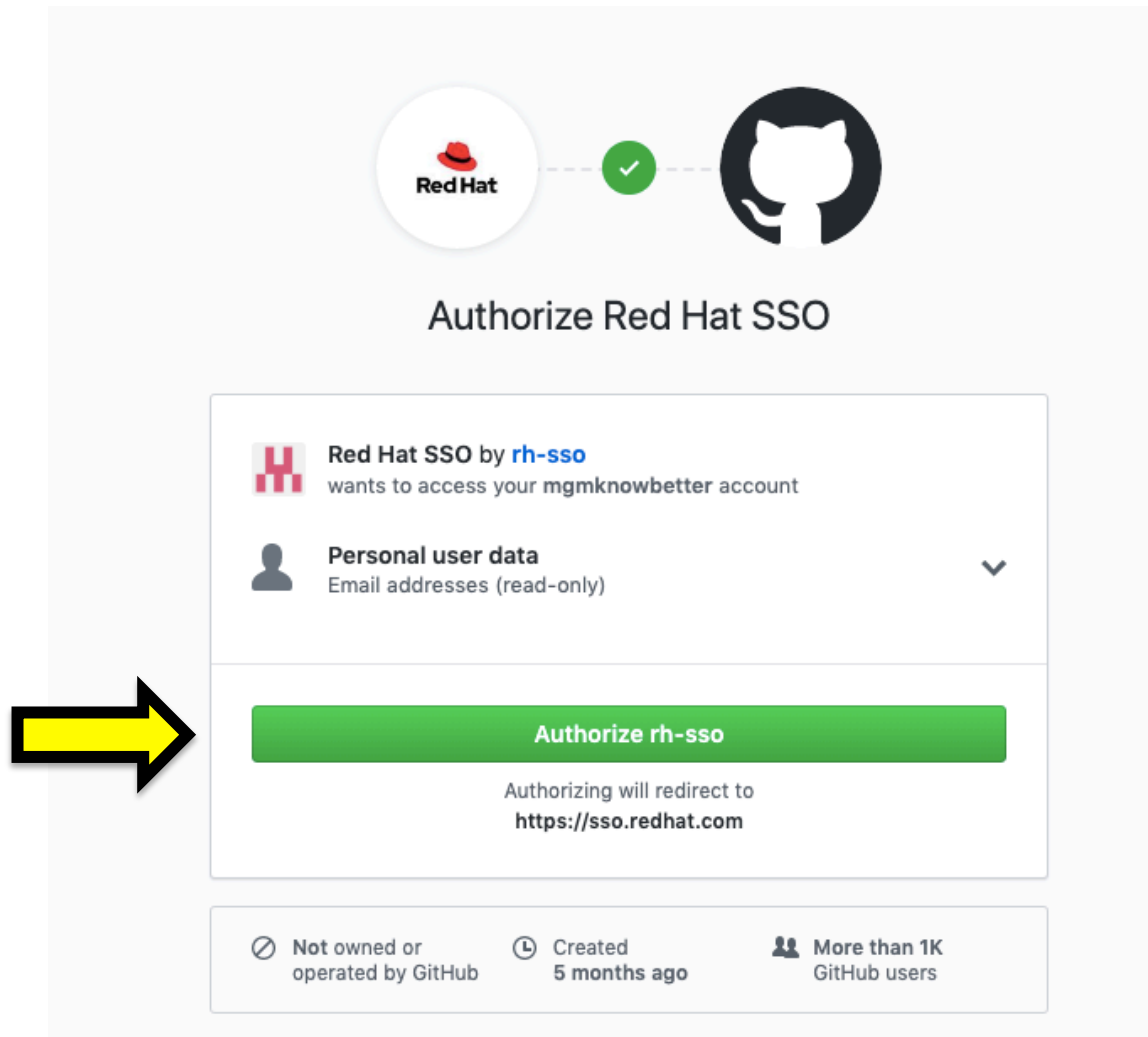 Red Hat
Authorize Red Hat SSO
Red Hat SSO by rh-sso
wants to access your mgmknowbetter account
Personal user data
Email addresses (read-only)
Authorize rh-sso
Authorizing will redirect to
https://sso.redhat.com
Not owned or
operated by GitHub
Created
5 months ago
More than 1K
GitHub users